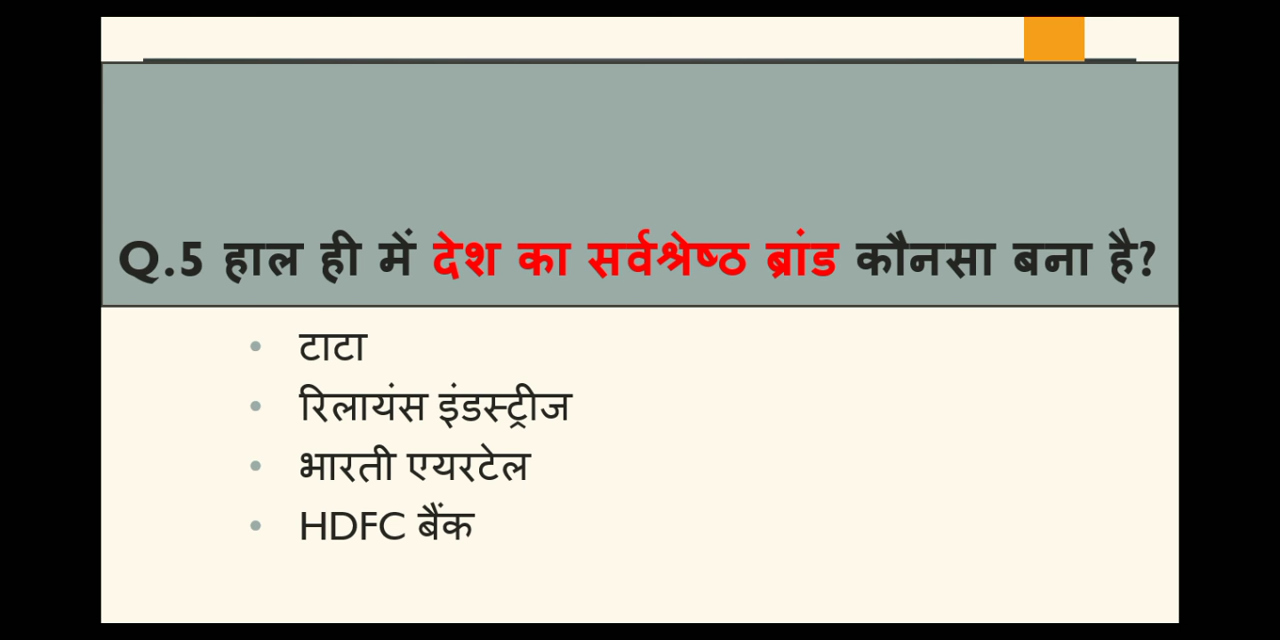 Q.5 हाल ही में देश का सर्वश्रेष्ठ ब्रांड कौनसा बना है?
• टाटा
• रिलायंस इंडस्ट्रीज
• भारती एयरटेल
• HDFC बैंक